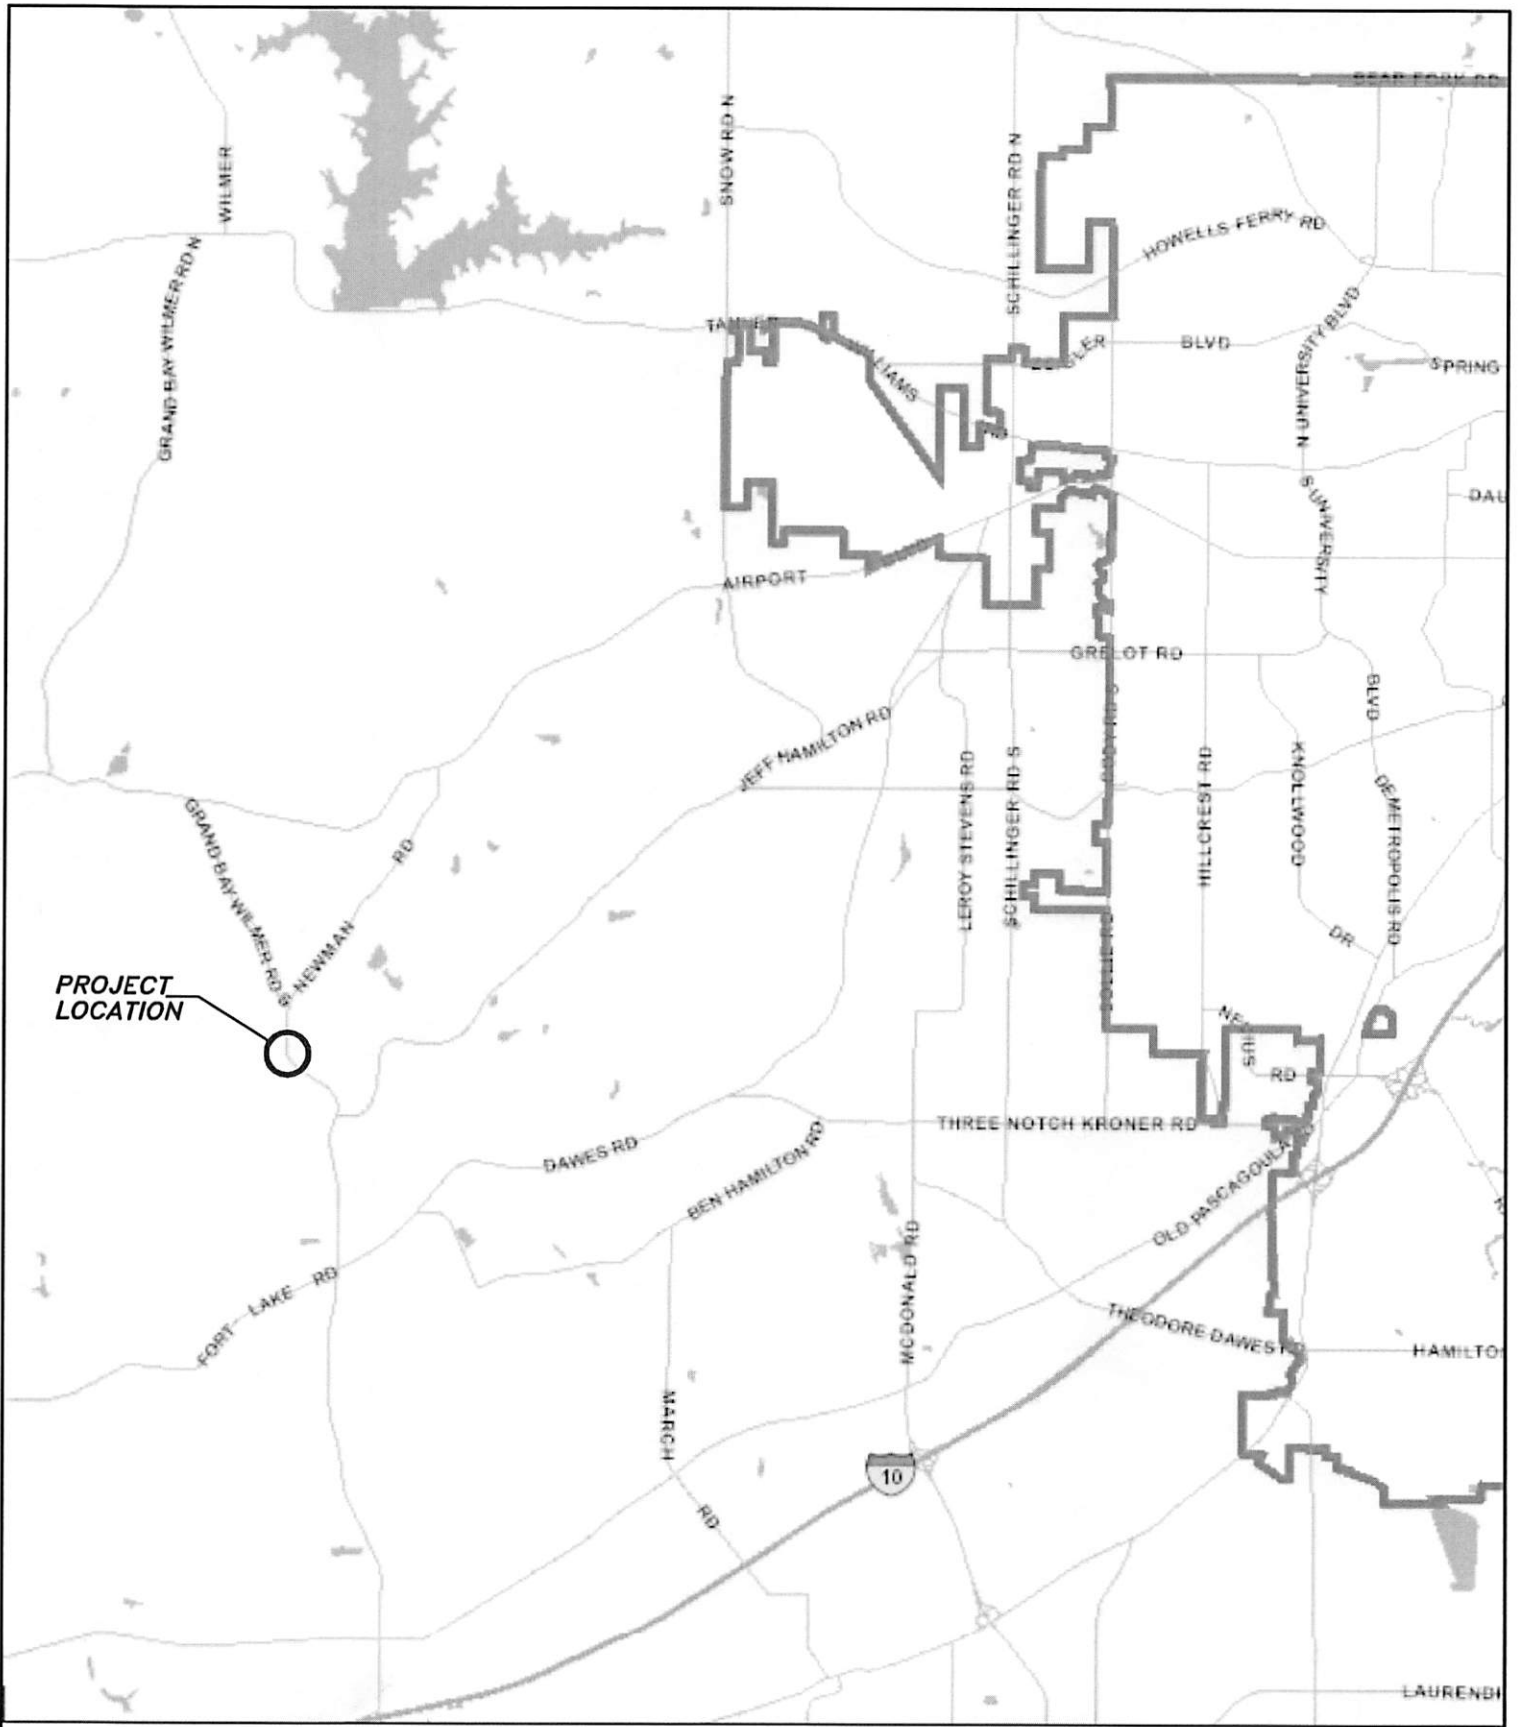 BEAR FORK RD
WILMER
SNOW RD N
SCHILLINGER RD N
HOWELLS FERRY RD
GRAND BAY WILMER RD N
TANNER
WILLIAMS
RD
ZEIGLER
BLVD
N UNIVERSITY BLVD
SPRING
S UNIVERSITY
DAU
AIRPORT
GRELOT RD
BLVD
JEFF HAMILTON RD
LEROY STEVENS RD
SCHILLINGER RD S
HILLCREST RD
KNOLLWOOD
DEMETROPOLIS RD
GRAND BAY WILMER RD S
RD
NEWMAN
DR
PROJECT
LOCATION
RD
THREE NOTCH KRONER RD
DAWES RD
BEN HAMILTON RD
OLD PASCAGOULA
MCDONALD RD
FORT LAKE RD
THEODORE DAWES
HAMILTO
MARCH
RD
10
LAURENDI